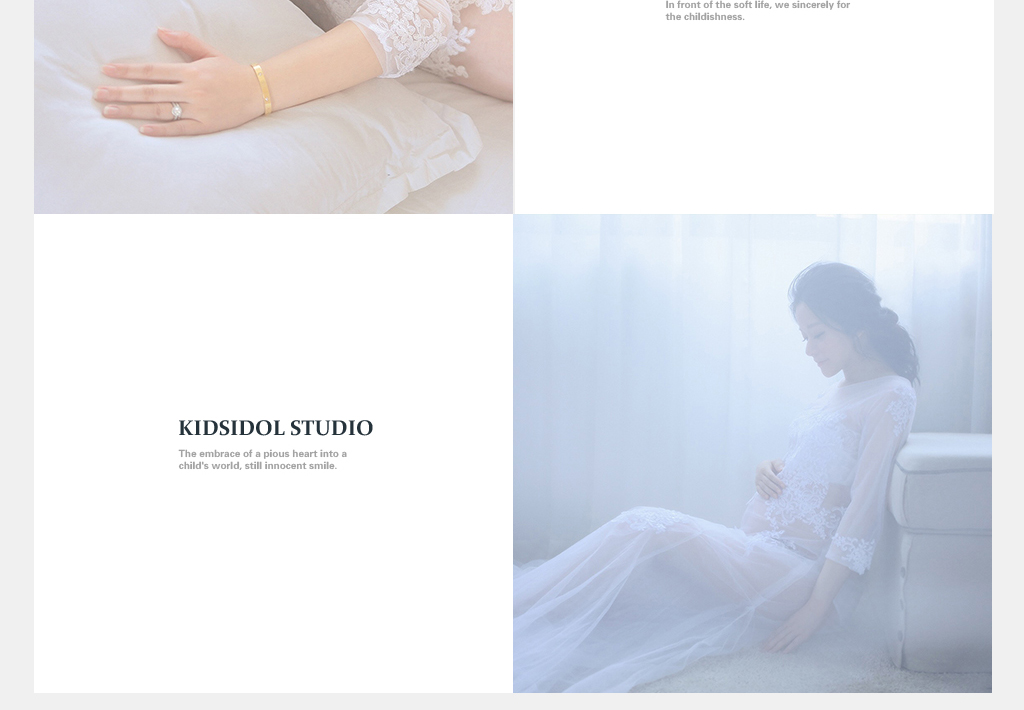 In front of the soft life, we sincerely for
the childishness.
KIDSIDOL STUDIO
The embrace of a pious heart into a
child's world, still innocent smile.